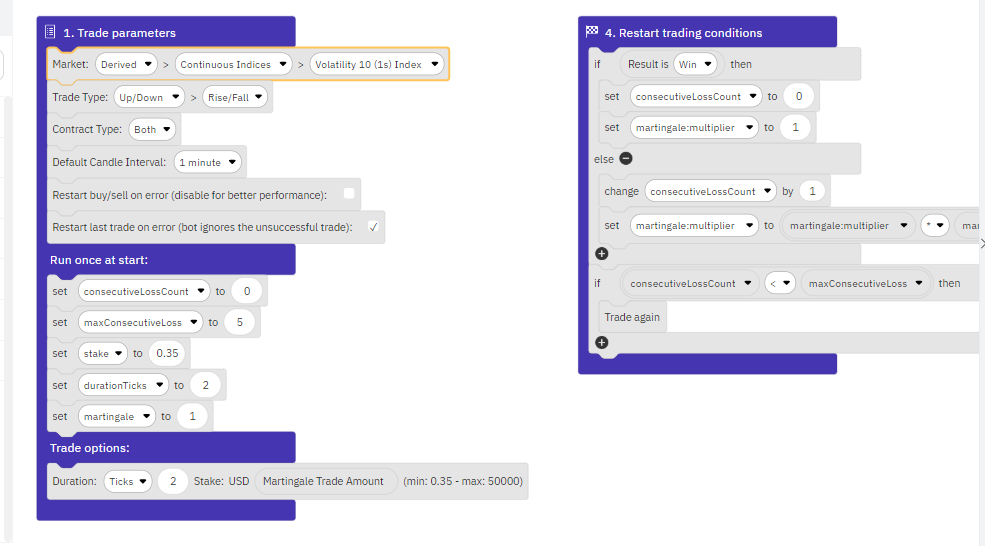 1. Trade parameters
Market: Derived > Continuous Indices > Volatility 10 (1s) Index
Trade Type: Up/Down > Rise/Fall
Contract Type: Both
Default Candle Interval: 1 minute
Restart buy/sell on error (disable for better performance):
Restart last trade on error (bot ignores the unsuccessful trade): ✓
Run once at start:
set consecutiveLossCount to 0
set maxConsecutiveLoss to 5
set stake to 0.35
set durationTicks to 2
set martingale to 1
Trade options:
Duration: Ticks 2 Stake: USD Martingale Trade Amount (min: 0.35 - max: 50000)
4. Restart trading conditions
if Result is Win then
set consecutiveLossCount to 0
set martingale:multiplier to 1
else
change consecutiveLossCount by 1
set martingale:multiplier to martingale:multiplier * mar
if consecutiveLossCount < maxConsecutiveLoss then
Trade again